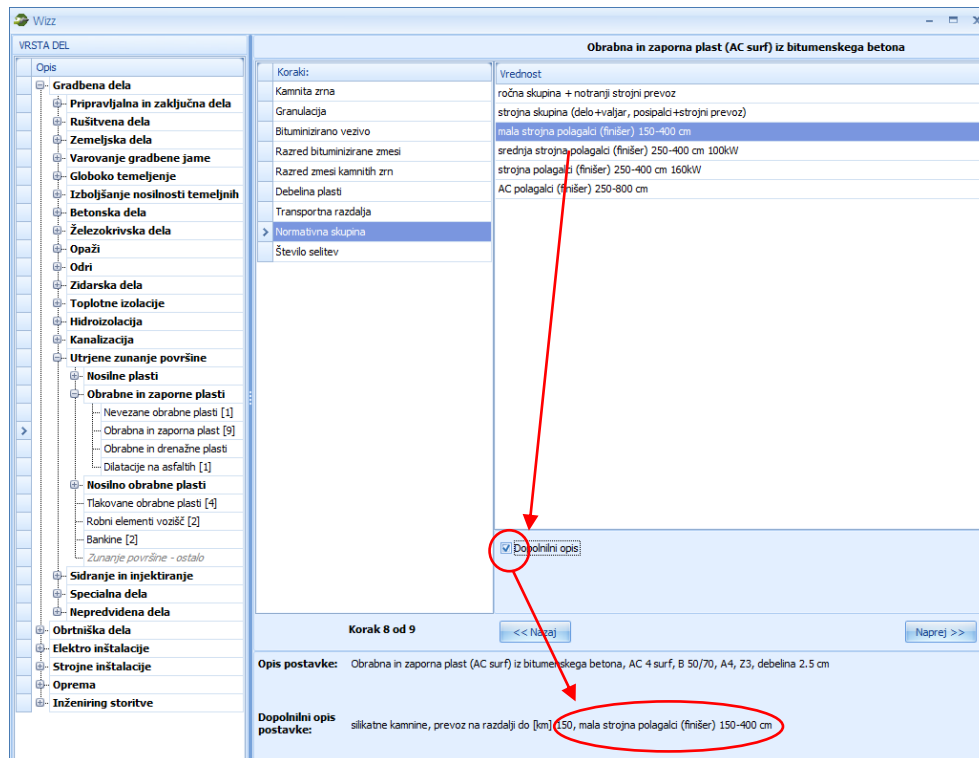 Wizz
VRSTA DEL
Opis
Gradbena dela
Pripravljalna in zaključna dela
Rušitvena dela
Zemeljska dela
Varovanje gradbene jame
Globoko temeljenje
Izboljšanje nosilnosti temeljnih
Betonska dela
Železokrivska dela
Opaži
Odri
Zidarska dela
Toplotne izolacije
Hidroizolacija
Kanalizacija
Utrjene zunanje površine
Nosilne plasti
Obrabne in zaporne plasti
Nevezane obrabne plasti [1]
Obrabna in zaporna plast [9]
Obrabne in drenažne plasti
Dilatacije na asfaltih [1]
Nosilno obrabne plasti
Tlakovane obrabne plasti [4]
Robni elementi vozišč [2]
Bankine [2]
Zunanje površine - ostalo
Sidranje in injektiranje
Specialna dela
Nepredvidena dela
Obrtniška dela
Elektro inštalacije
Strojne inštalacije
Oprema
Inženiring storitve
Obrabna in zaporna plast (AC surf) iz bitumenskega betona
Koraki:
Kamnita zrna
Granulacija
Bituminizirano vezivo
Razred bituminizirane zmesi
Razred zmesi kamnitih zrn
Debelina plasti
Transportna razdalja
Normativna skupina
Število selitev
Vrednost
ročna skupina + notranji strojni prevoz
strojna skupina (delo+valjar, posipalci+strojni prevoz)
mala strojna polagalci (finišer) 150-400 cm
srednja strojna polagalci (finišer) 250-400 cm 100kW
strojna polagalci (finišer) 250-400 cm 160kW
AC polagalci (finišer) 250-800 cm
Dopolnilni opis
Korak 8 od 9
<< Nazaj
Naprej >>
Opis postavke: Obrabna in zaporna plast (AC surf) iz bitumenskega betona, AC 4 surf, B 50/70, A4, Z3, debelina 2.5 cm
Dopolnilni opis
postavke: silikatne kamnine, prevoz na razdalji do [km] 150, mala strojna polagalci (finišer) 150-400 cm